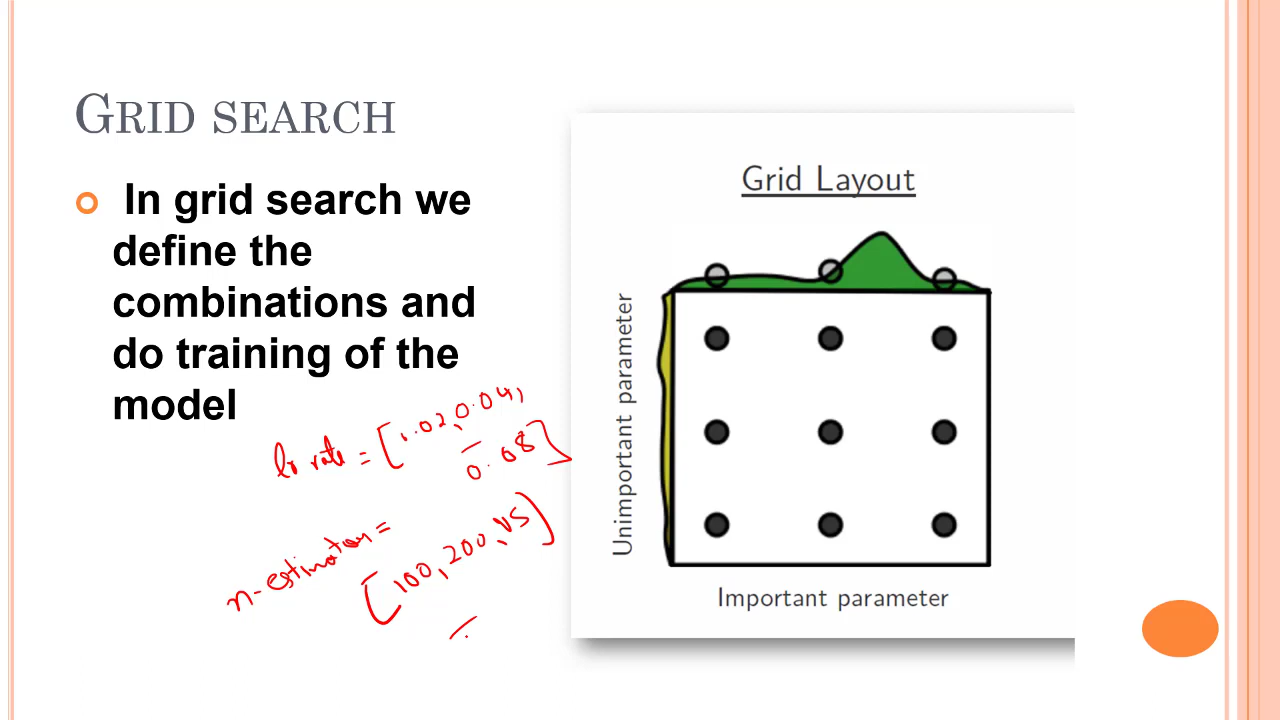 GRID SEARCH
In grid search we
define the
combinations and
do training of the
model
lr rate = [1.02, 0.04,
0.08]
n-estimators =
[100, 200,
Grid Layout
Unimportant parameter
Important parameter